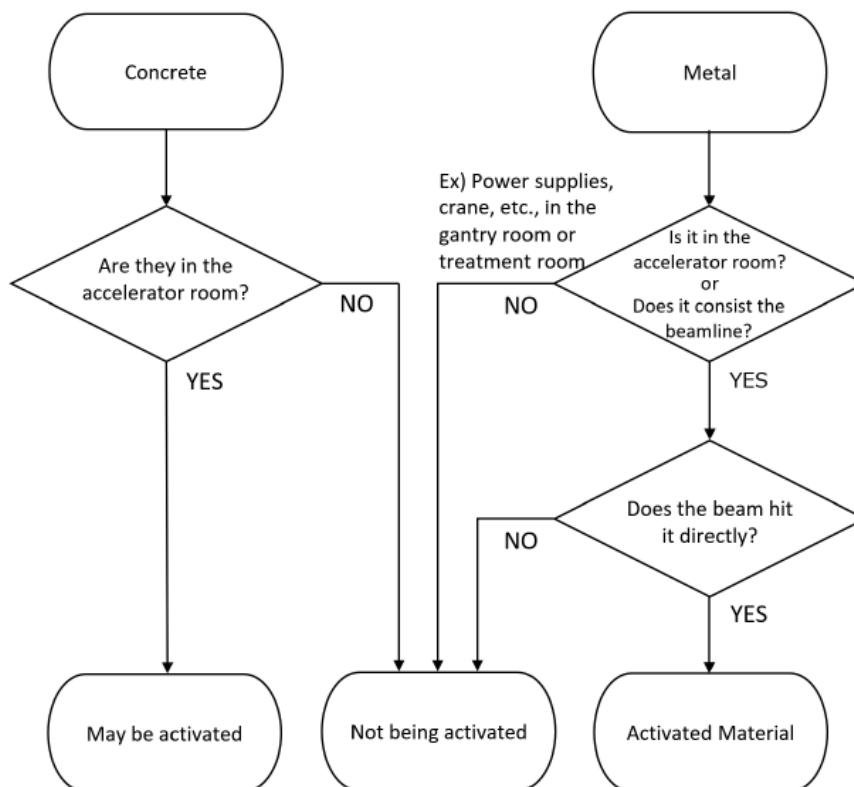 Concrete
Metal
Ex) Power supplies,
crane, etc., in the
gantry room or
treatment room
Are they in the
accelerator room?
NO
YES
Is it in the
accelerator room?
or
Does it consist the
beamline?
NO
YES
Does the beam hit
it directly?
NO
YES
May be activated
Not being activated
Activated Material